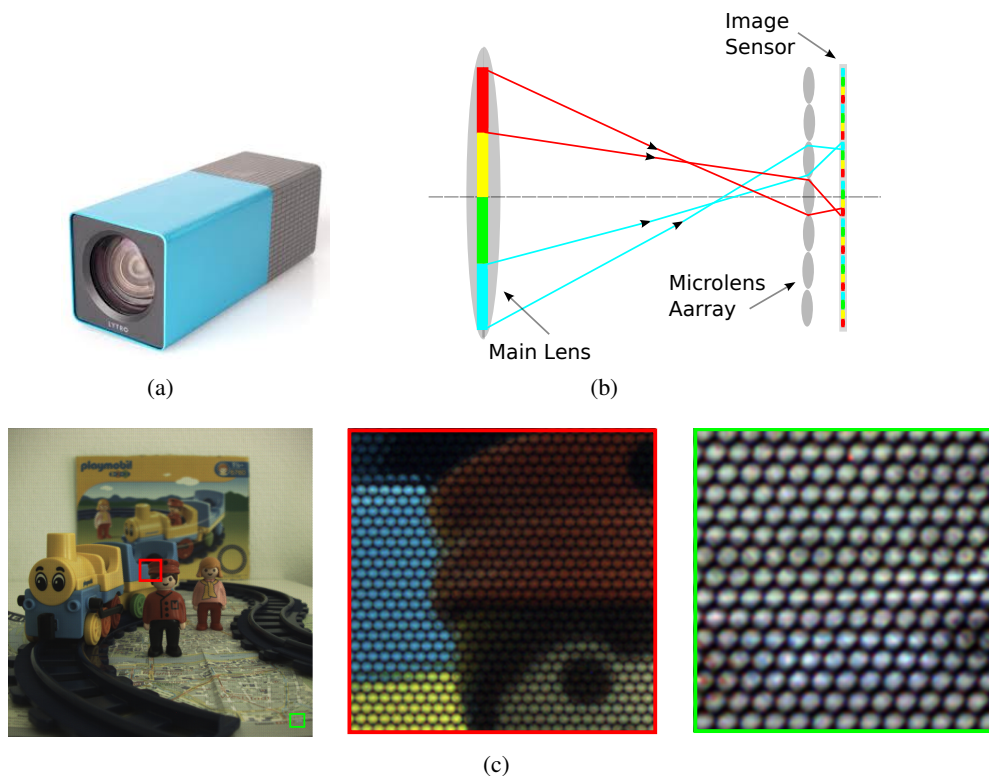 Image
Sensor
LYTRO
Microlens
Aarray
Main Lens
(a)
(b)
playmobil
(c)